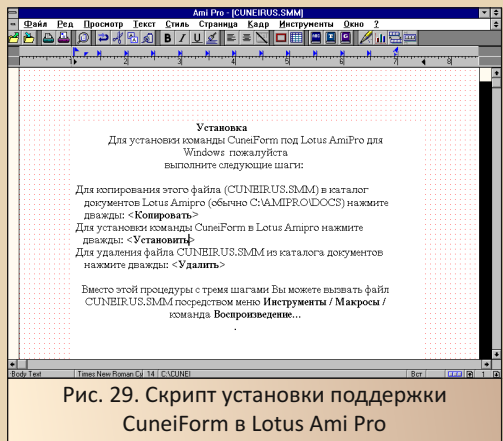 Ami Pro - [CUNEIRUS.SMM]
Файл Ред Просмотр Текст Стиль Страница Кадр Инструменты Окно ?
Установка
Для установки команды CuneiForm под Lotus AmiPro для
Windows пожалуйста
выполните следующие шаги:
Для копирования этого файла (CUNEIRUS.SMM) в каталог
документов Lotus Amipro (обычно C:\AMIPRO\DOCS) нажмите
дважды: <Копировать>
Для установки команды CuneiForm в Lotus Amipro нажмите
дважды: <Установить>
Для удаления файла CUNEIRUS.SMM из каталога документов
нажмите дважды: <Удалить>
Вместо этой процедуры с тремя шагами Вы можете вызвать файл
CUNEIRUS.SMM посредством меню Инструменты / Макросы /
команда Воспроизведение...
.
Body Text Times New Roman Cy 14 C:\CUNEI Вст 1
Рис. 29. Скрипт установки поддержки
CuneiForm в Lotus Ami Pro